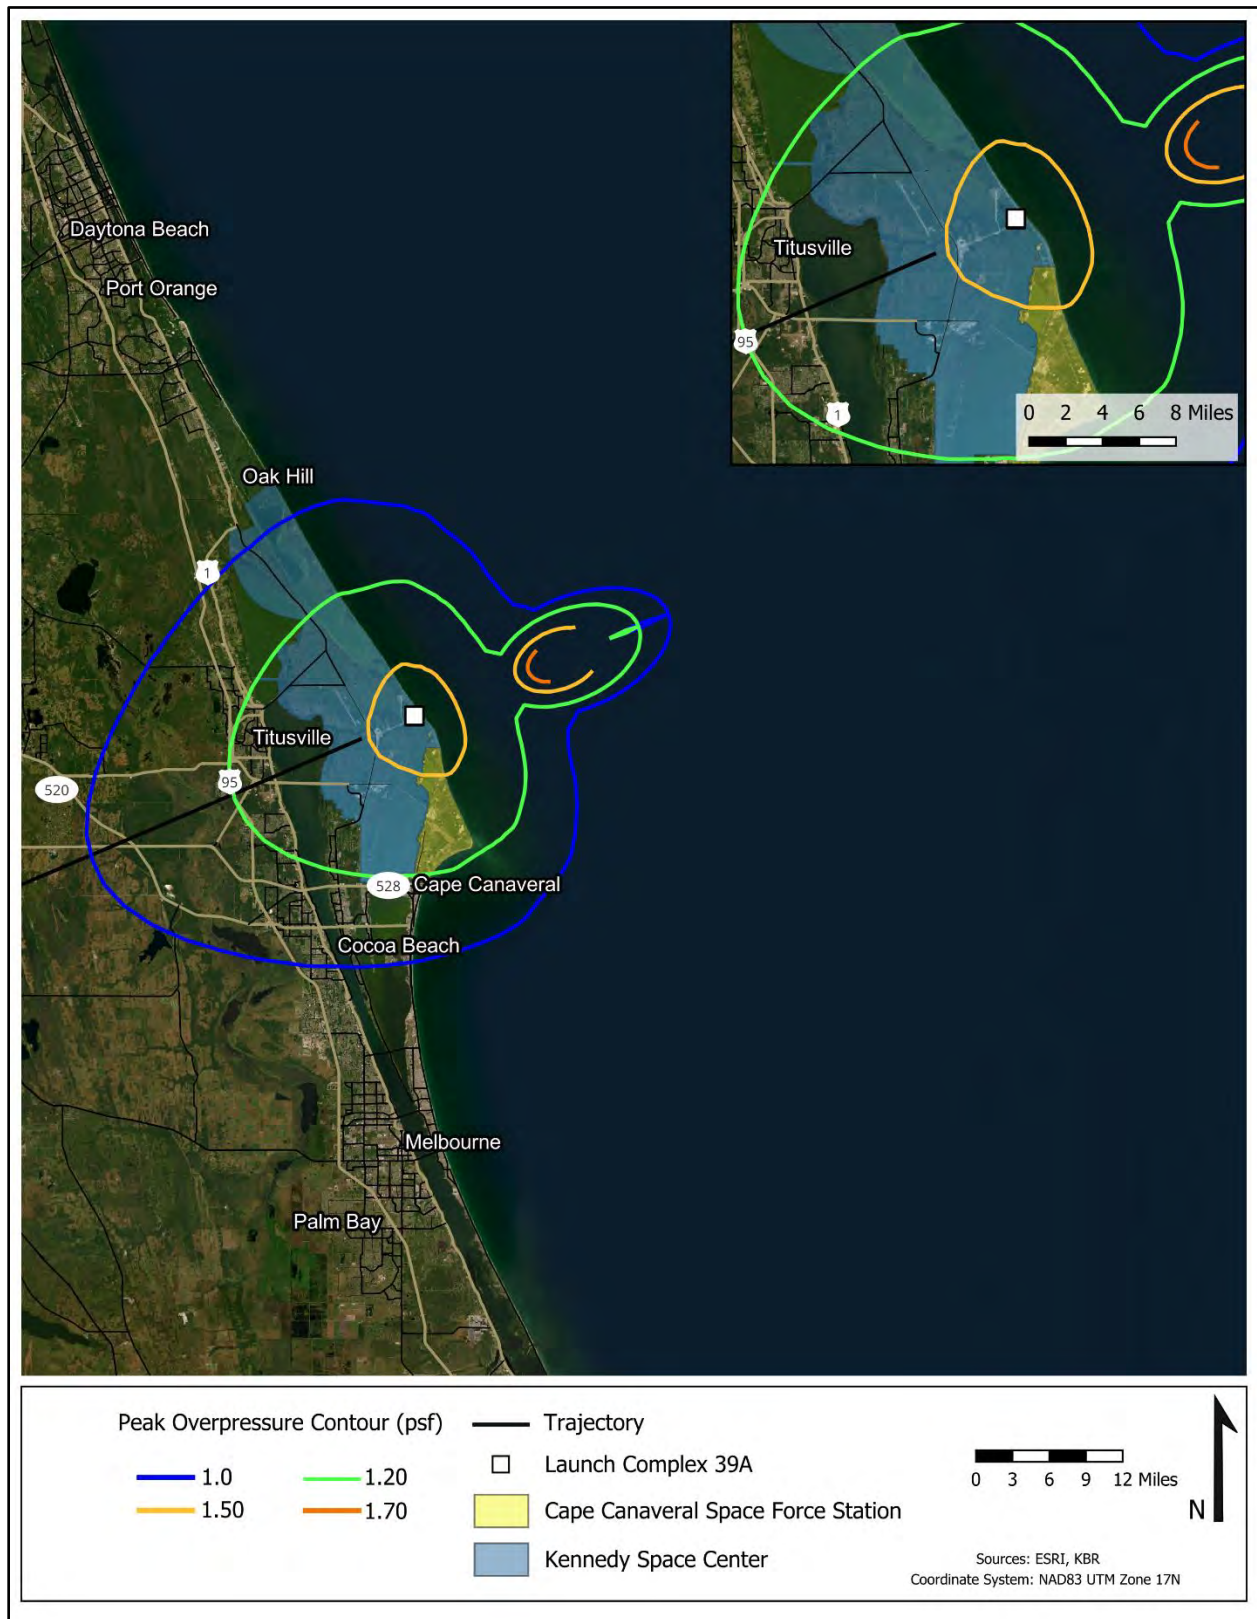 Daytona Beach
Port Orange
Oak Hill
1
Titusville
95
520
528
Cape Canaveral
Cocoa Beach
Melbourne
Palm Bay
Titusville
95
1
0 2 4 6 8 Miles
Peak Overpressure Contour (psf)
1.0
1.20
1.50
1.70
Trajectory
Launch Complex 39A
Cape Canaveral Space Force Station
Kennedy Space Center
0 3 6 9 12 Miles
N
Sources: ESRI, KBR
Coordinate System: NAD83 UTM Zone 17N